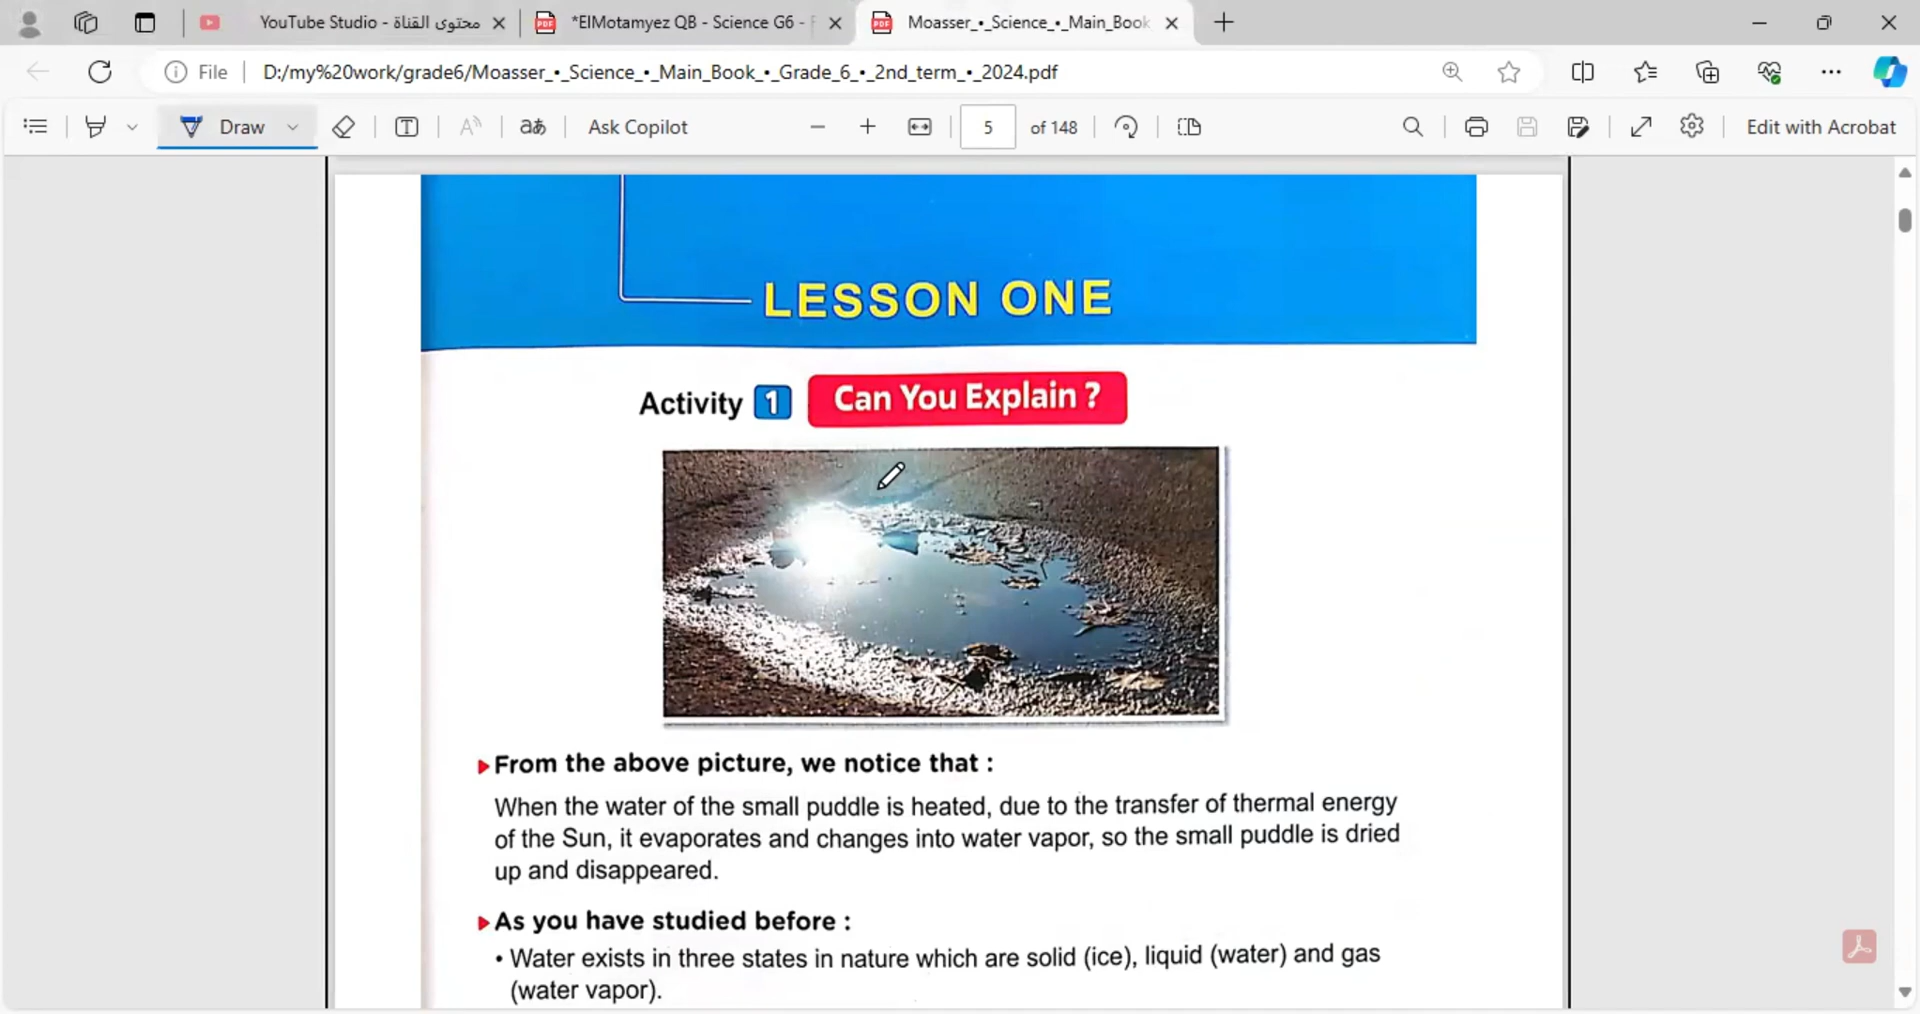 YouTube Studio - محتوى القناة
*ElMotamyez QB - Science G6 -
Moasser_•_Science_•_Main_Book
File
D:/my%20work/grade6/Moasser_•_Science_•_Main_Book_•_Grade_6_•_2nd_term_•_2024.pdf
Draw
T
A
aあ
Ask Copilot
5 of 148
Edit with Acrobat
LESSON ONE
Activity 1 Can You Explain ?
From the above picture, we notice that :
When the water of the small puddle is heated, due to the transfer of thermal energy
of the Sun, it evaporates and changes into water vapor, so the small puddle is dried
up and disappeared.
As you have studied before :
• Water exists in three states in nature which are solid (ice), liquid (water) and gas
(water vapor).